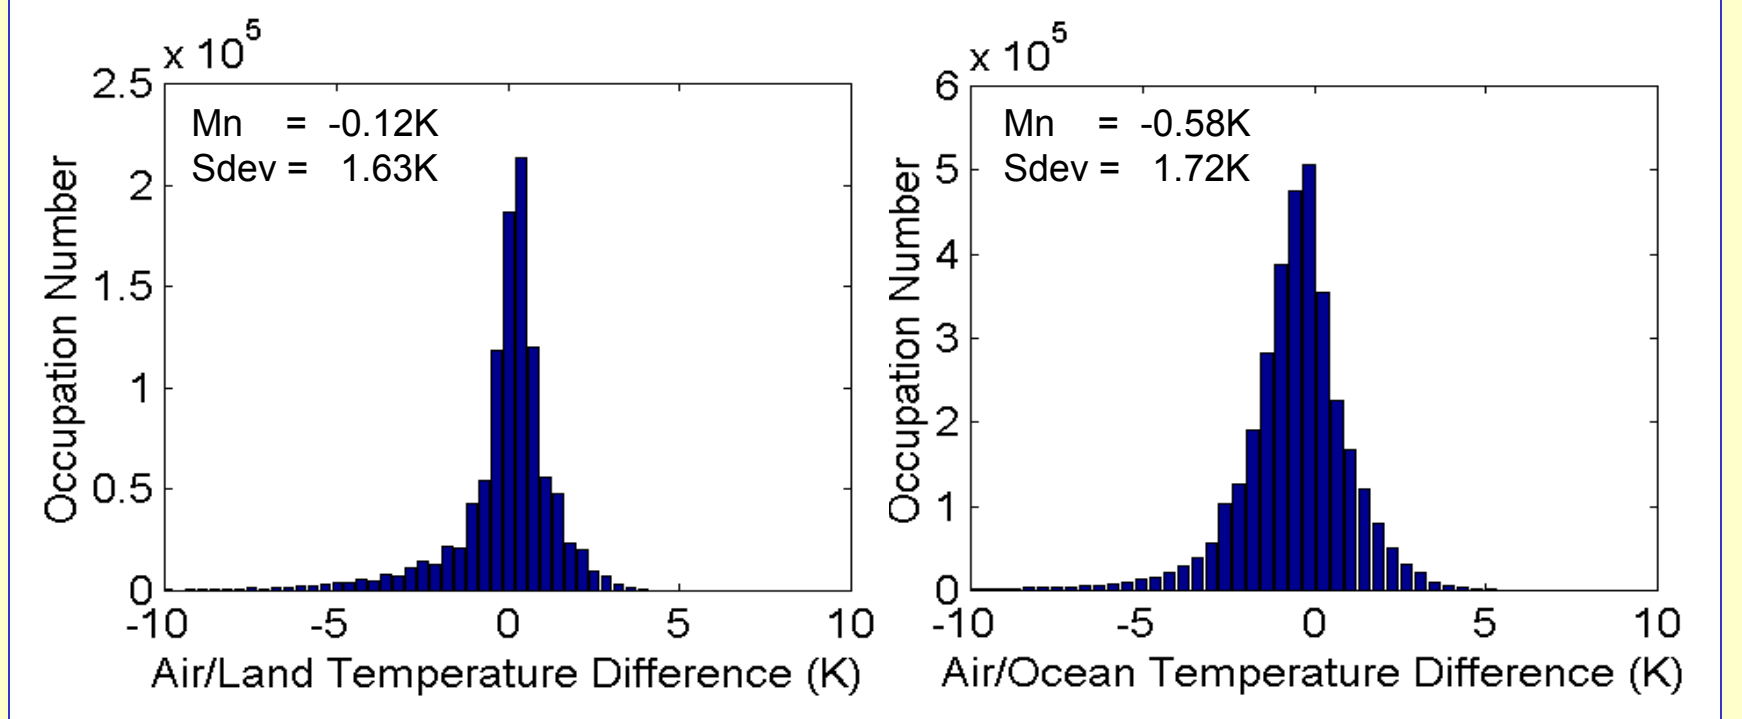 x 10^5
2.5
2
1.5
1
0.5
0
Mn = -0.12K
Sdev = 1.63K
Occupation Number
-10 -5 0 5 10
Air/Land Temperature Difference (K)
x 10^5
6
5
4
3
2
1
0
Mn = -0.58K
Sdev = 1.72K
Occupation Number
-10 -5 0 5 10
Air/Ocean Temperature Difference (K)